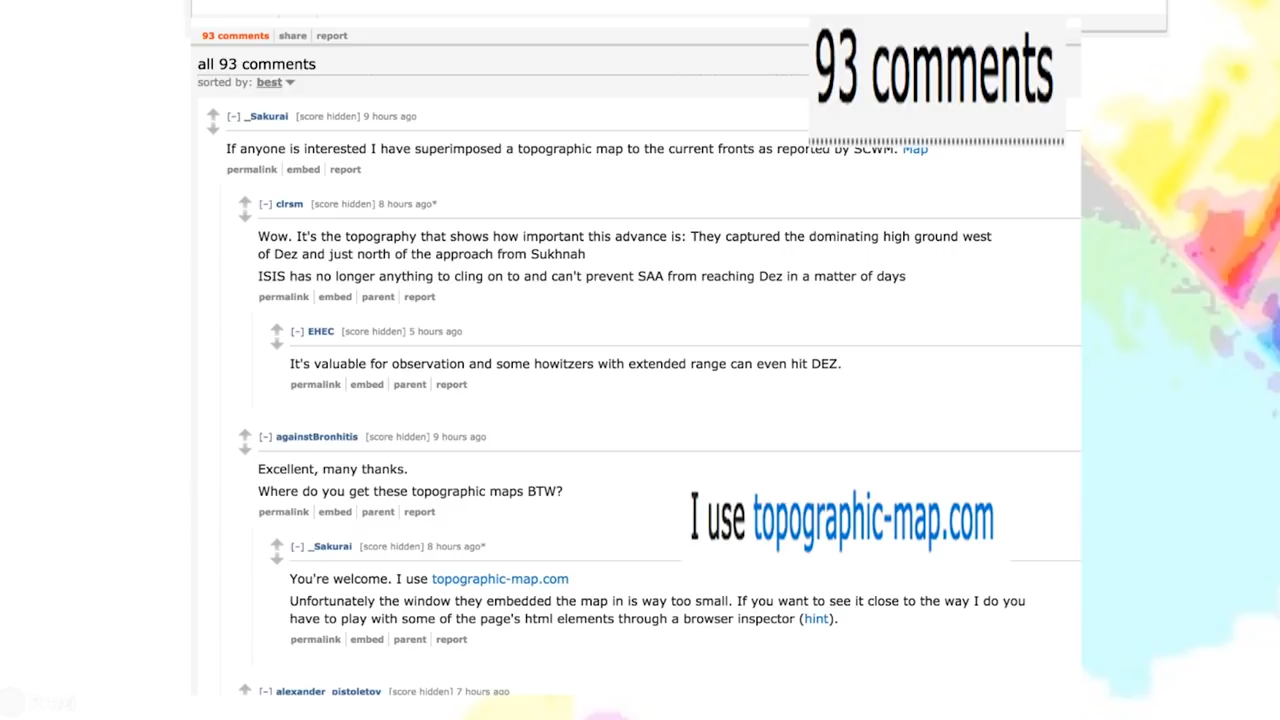 93 comments share report
93 comments
all 93 comments
sorted by: best
[-] _Sakurai [score hidden] 9 hours ago
If anyone is interested I have superimposed a topographic map to the current fronts as reported by SCWM. Map
permalink embed report
[-] clrsm [score hidden] 8 hours ago*
Wow. It's the topography that shows how important this advance is: They captured the dominating high ground west
of Dez and just north of the approach from Sukhnah
ISIS has no longer anything to cling on to and can't prevent SAA from reaching Dez in a matter of days
permalink embed parent report
[-] EHEC [score hidden] 5 hours ago
It's valuable for observation and some howitzers with extended range can even hit DEZ.
permalink embed parent report
[-] againstBronhitis [score hidden] 9 hours ago
Excellent, many thanks.
Where do you get these topographic maps BTW?
permalink embed parent report
I use topographic-map.com
[-] _Sakurai [score hidden] 8 hours ago*
You're welcome. I use topographic-map.com
Unfortunately the window they embedded the map in is way too small. If you want to see it close to the way I do you
have to play with some of the page's html elements through a browser inspector (hint).
permalink embed parent report
[-] alexander_pistoletov [score hidden] 7 hours ago